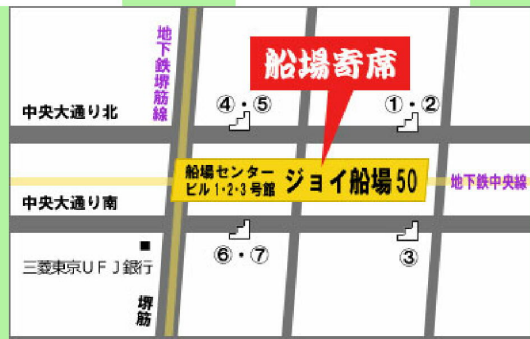 地下鉄堺筋線
船場寄席
④・⑤
①・②
中央大通り北
船場センター
ビル1・2・3号館
ジョイ船場50
地下鉄中央線
中央大通り南
⑥・⑦
③
■
三菱東京UFJ銀行
堺筋